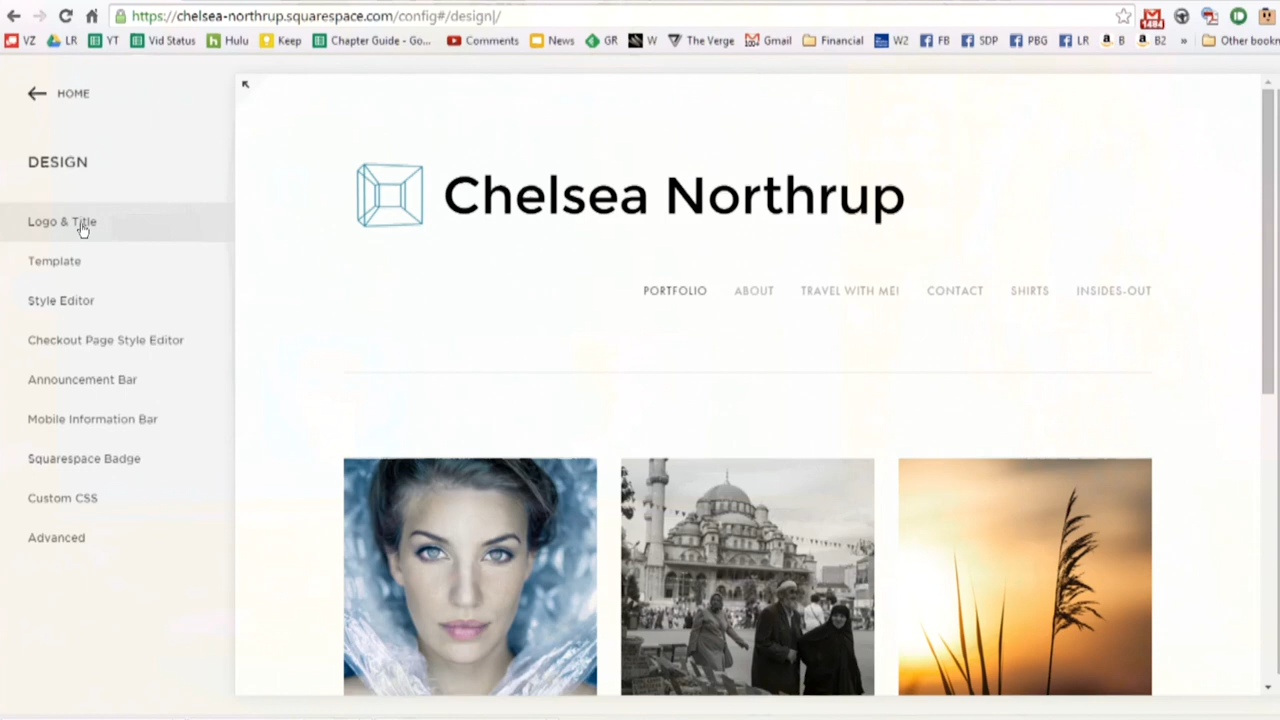 https://chelsea-northrup.squarespace.com/config#/design|/
1484
VZ LR YT Vid Status Hulu Keep Chapter Guide - Go... Comments News GR W The Verge Gmail Financial W2 FB SDP PBG LR B B2 » Other bookm
HOME
DESIGN
Logo & Title
Template
Style Editor
Checkout Page Style Editor
Announcement Bar
Mobile Information Bar
Squarespace Badge
Custom CSS
Advanced
Chelsea Northrup
PORTFOLIO ABOUT TRAVEL WITH ME! CONTACT SHIRTS INSIDES-OUT